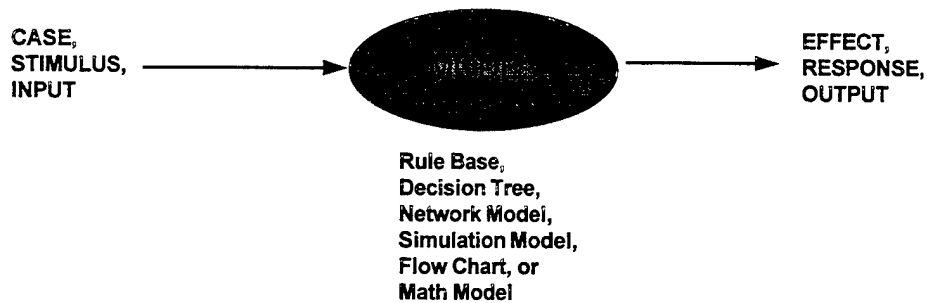 CASE,
STIMULUS,
INPUT
EFFECT,
RESPONSE,
OUTPUT
Rule Base,
Decision Tree,
Network Model,
Simulation Model,
Flow Chart, or
Math Model